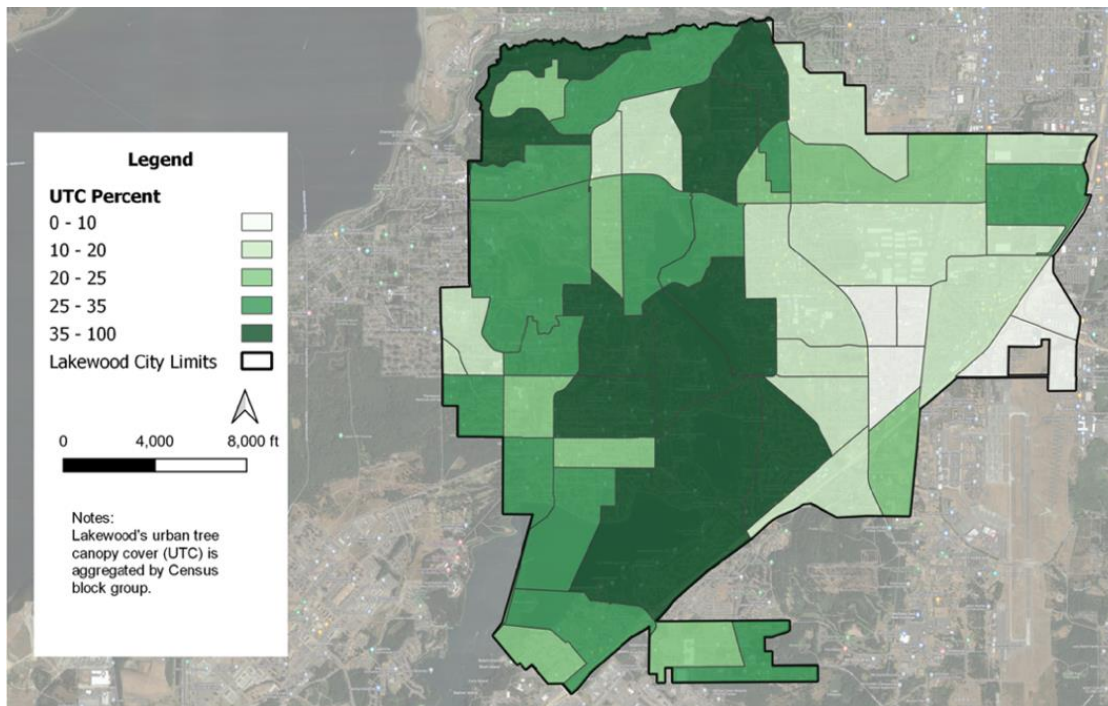 Legend
UTC Percent
0 - 10
10 - 20
20 - 25
25 - 35
35 - 100
Lakewood City Limits
0 4,000 8,000 ft
Notes:
Lakewood's urban tree
canopy cover (UTC) is
aggregated by Census
block group.